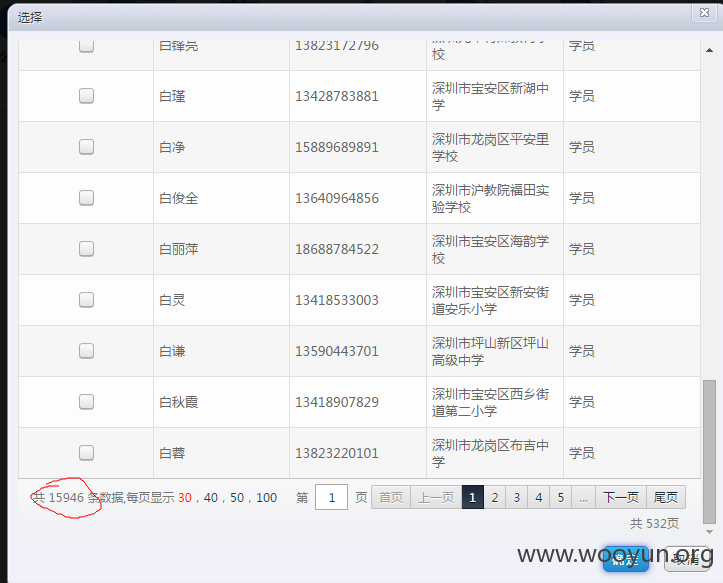 选择
白锋亮 13823172796 校 学员
白瑾 13428783881 深圳市宝安区新湖中
学 学员
白净 15889689891 深圳市龙岗区平安里
学校 学员
白俊全 13640964856 深圳市沪教院福田实
验学校 学员
白丽萍 18688784522 深圳市宝安区海韵学
校 学员
白灵 13418533003 深圳市宝安区新安街
道安乐小学 学员
白谦 13590443701 深圳市坪山新区坪山
高级中学 学员
白秋霞 13418907829 深圳市宝安区西乡街
道第二小学 学员
白蓉 13823220101 深圳市龙岗区布吉中
学 学员
共 15946 条数据,每页显示 30 , 40 , 50 , 100 第 1 页 首页 上一页 1 2 3 4 5 ... 下一页 尾页
共 532页
确定 取消
www.wooyun.org